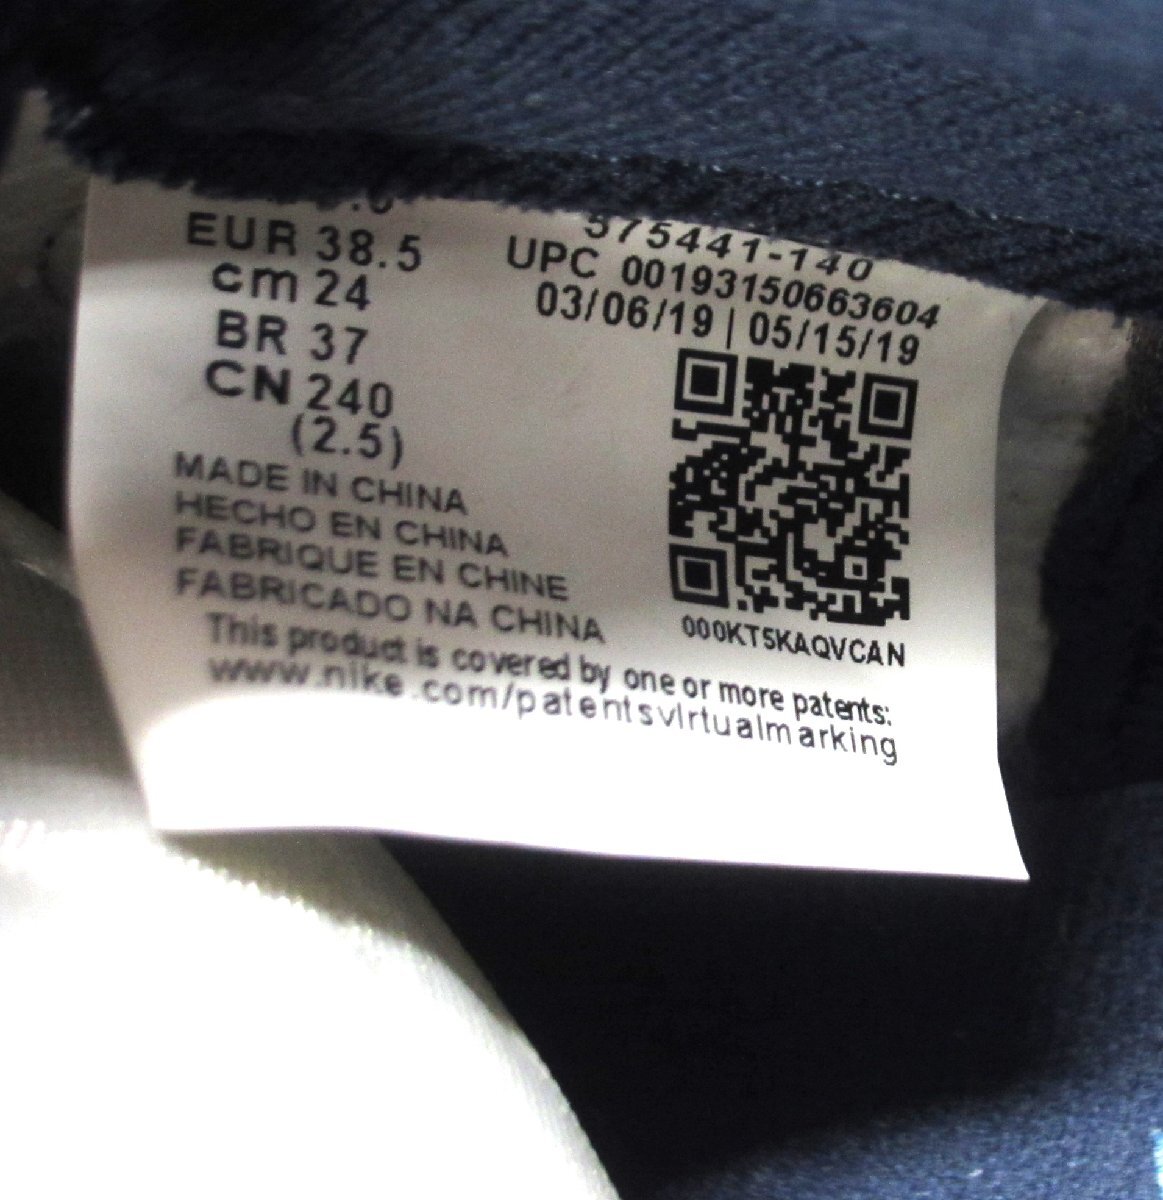 EUR 38.5
cm 24
BR 37
CN 240
(2.5)
MADE IN CHINA
HECHO EN CHINA
FABRIQUE EN CHINE
FABRICADO NA CHINA
575441-140
UPC 00193150663604
03/06/19 | 05/15/19
000KT5KAQVCAN
This product is covered by one or more patents:
www.nike.com/patentsvirtualmarking